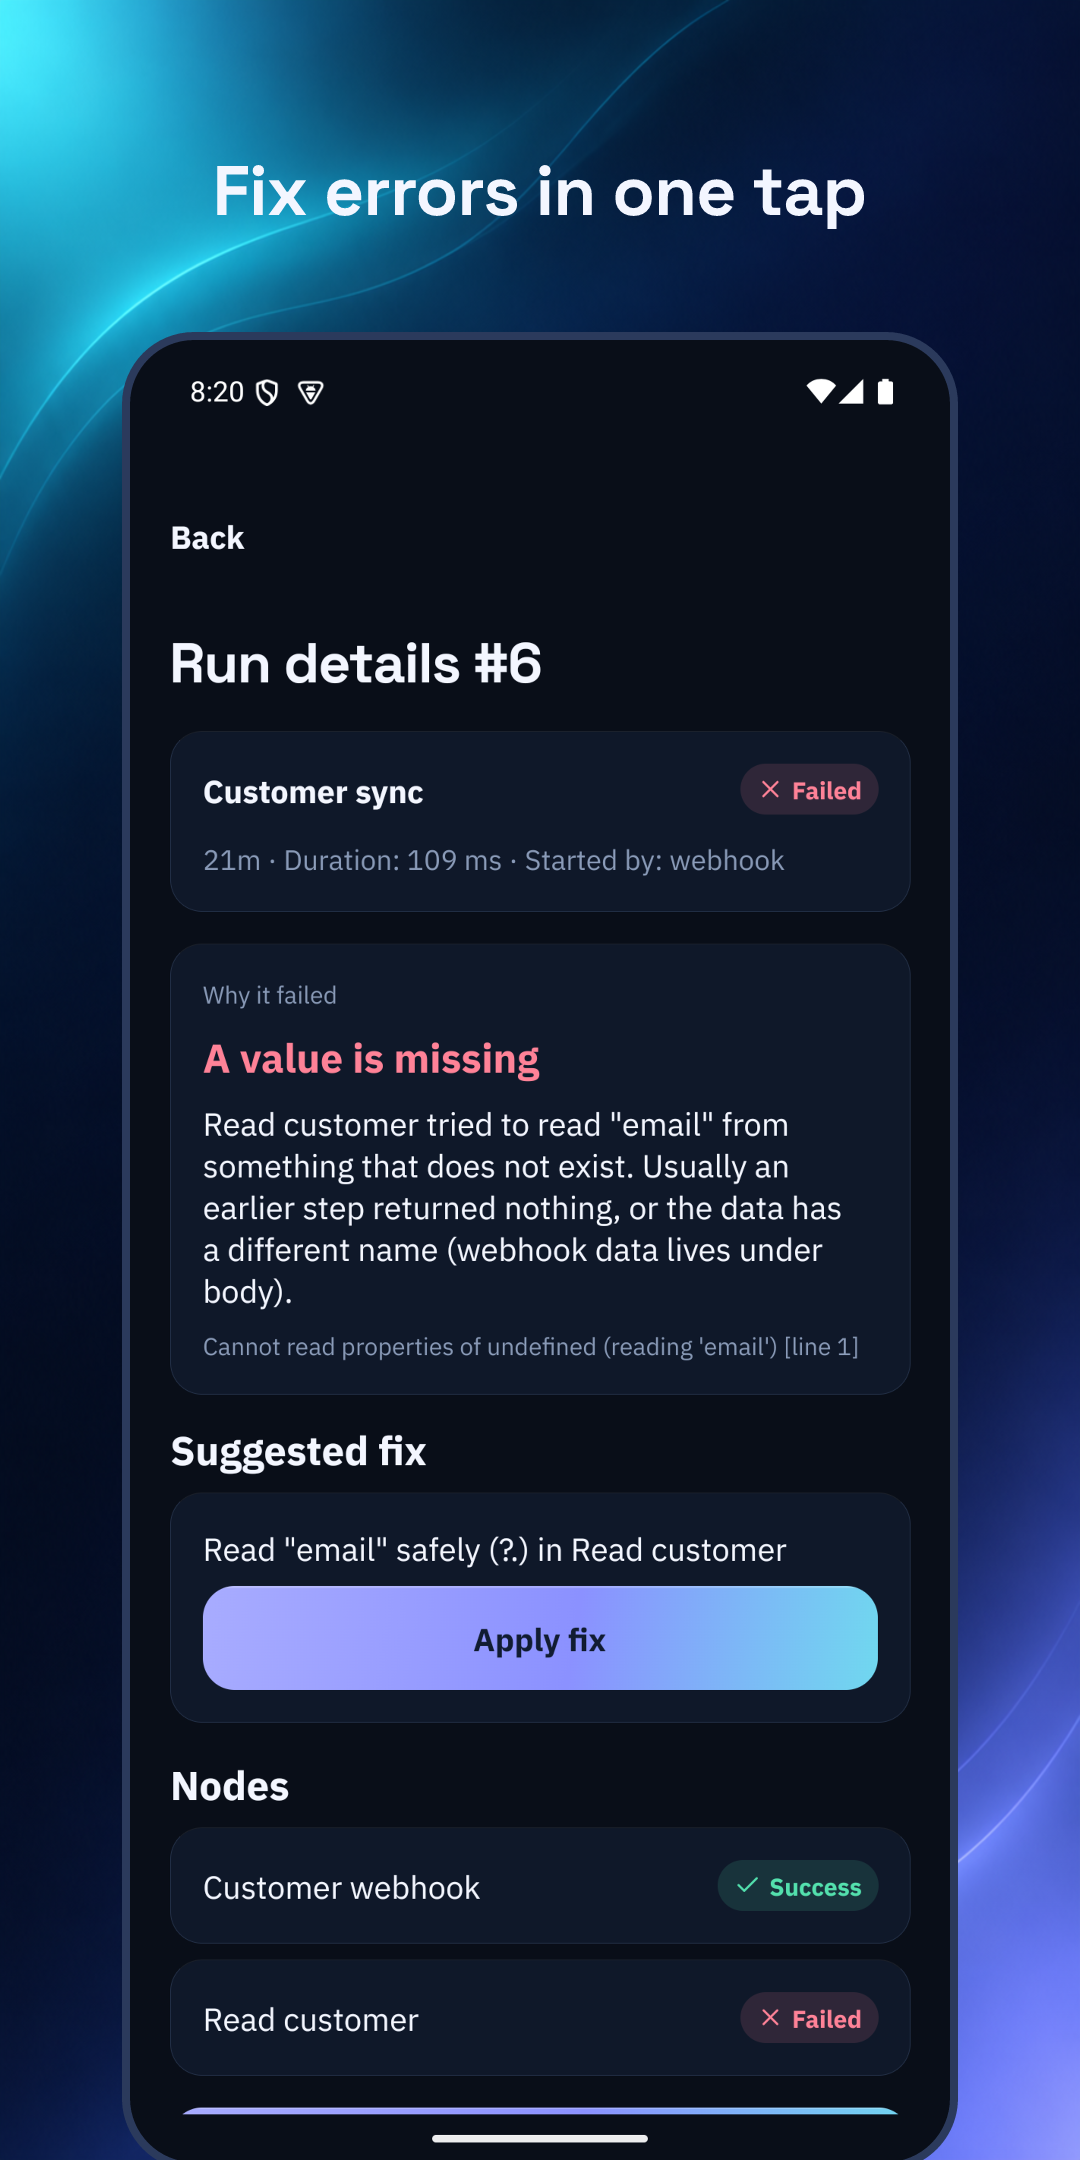 Fix errors in one tap
8:20
Back
Run details #6
Customer sync
Failed
21m · Duration: 109 ms · Started by: webhook
Why it failed
A value is missing
Read customer tried to read "email" from
something that does not exist. Usually an
earlier step returned nothing, or the data has
a different name (webhook data lives under
body).
Cannot read properties of undefined (reading 'email') [line 1]
Suggested fix
Read "email" safely (?.) in Read customer
Apply fix
Nodes
Customer webhook
Success
Read customer
Failed